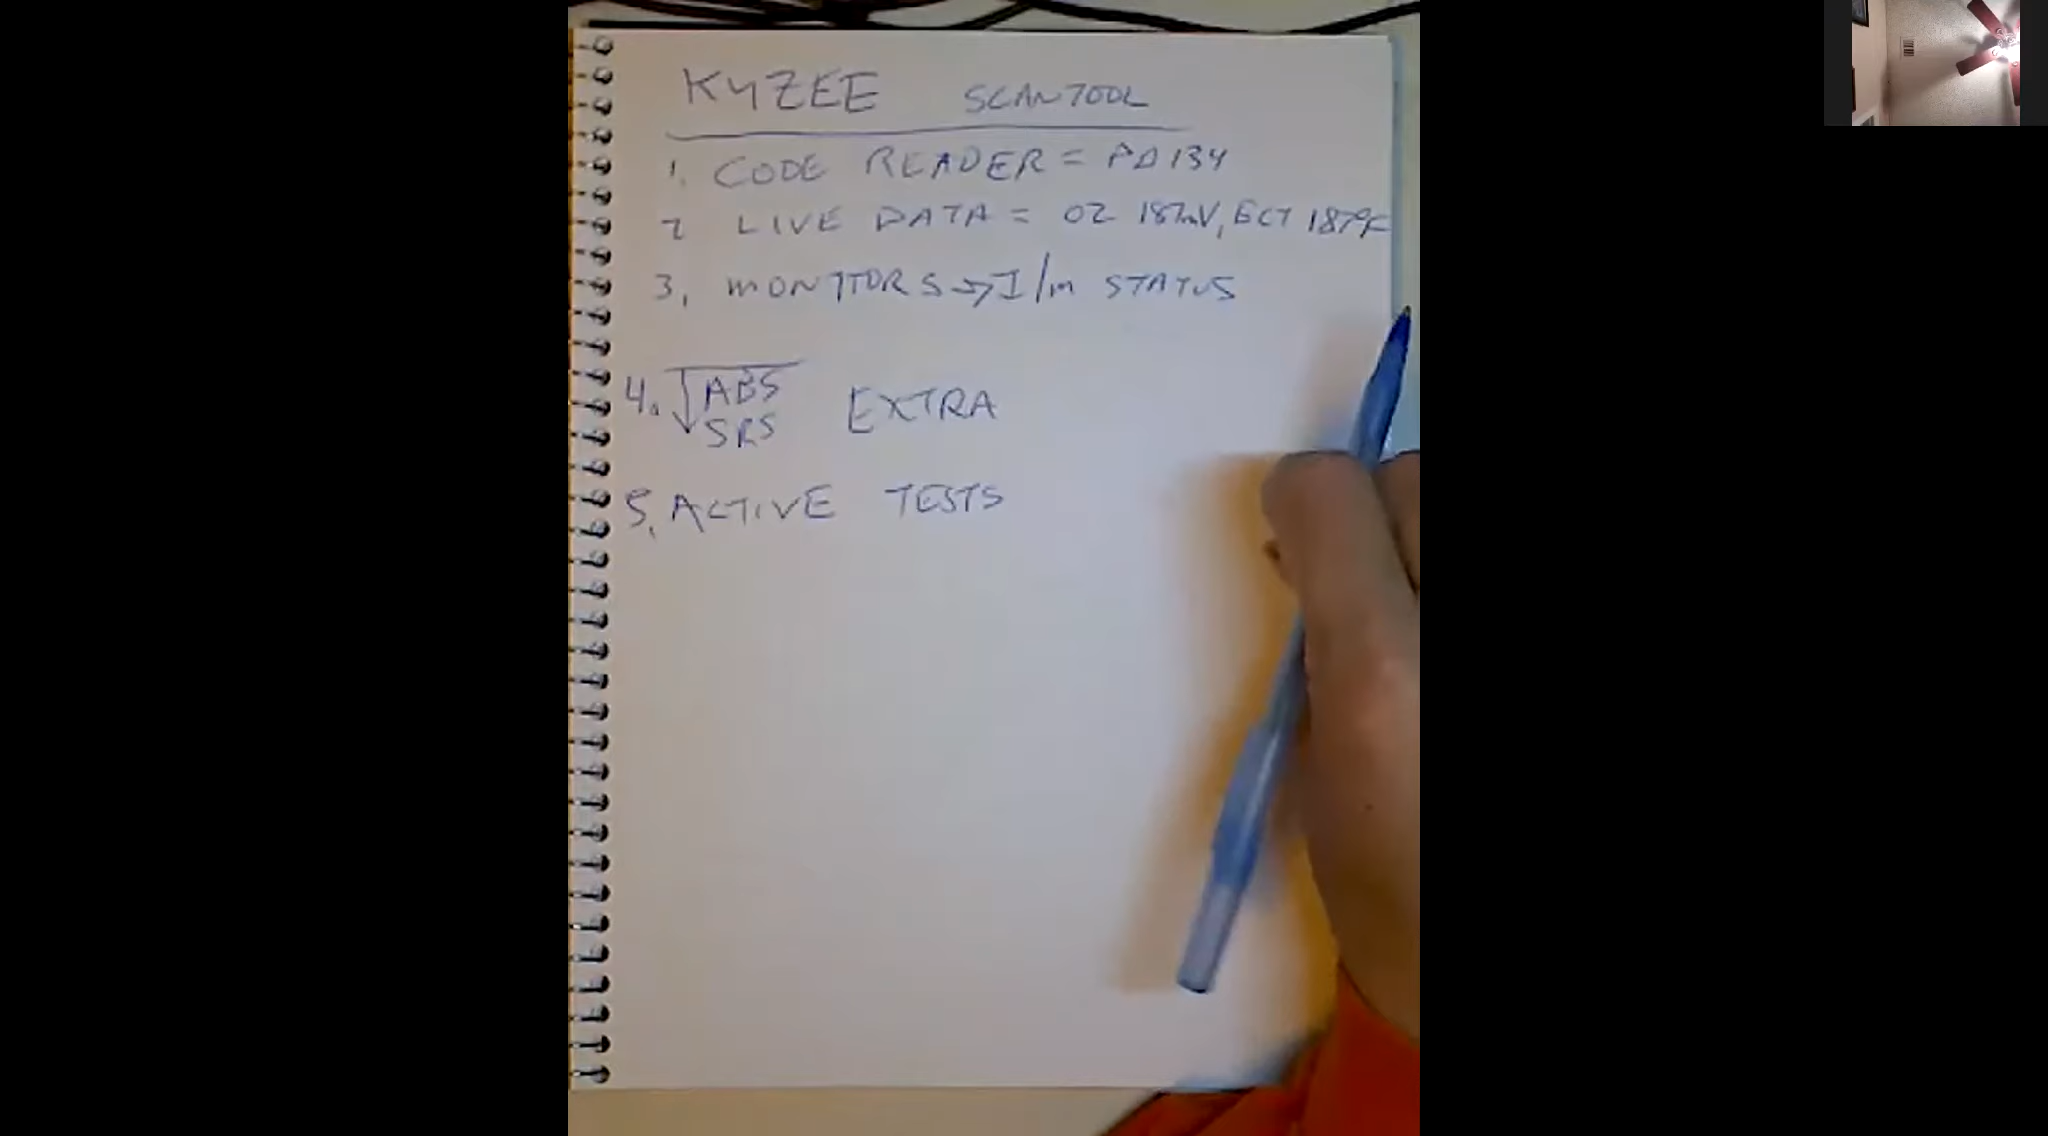 KYZEE SCANTOOL
1. CODE READER = P0134
2 LIVE DATA = O2 187mV, ECT 187°F
3. MONITORS → I/M STATUS
4. ABS EXTRA
SRS
5. ACTIVE TESTS